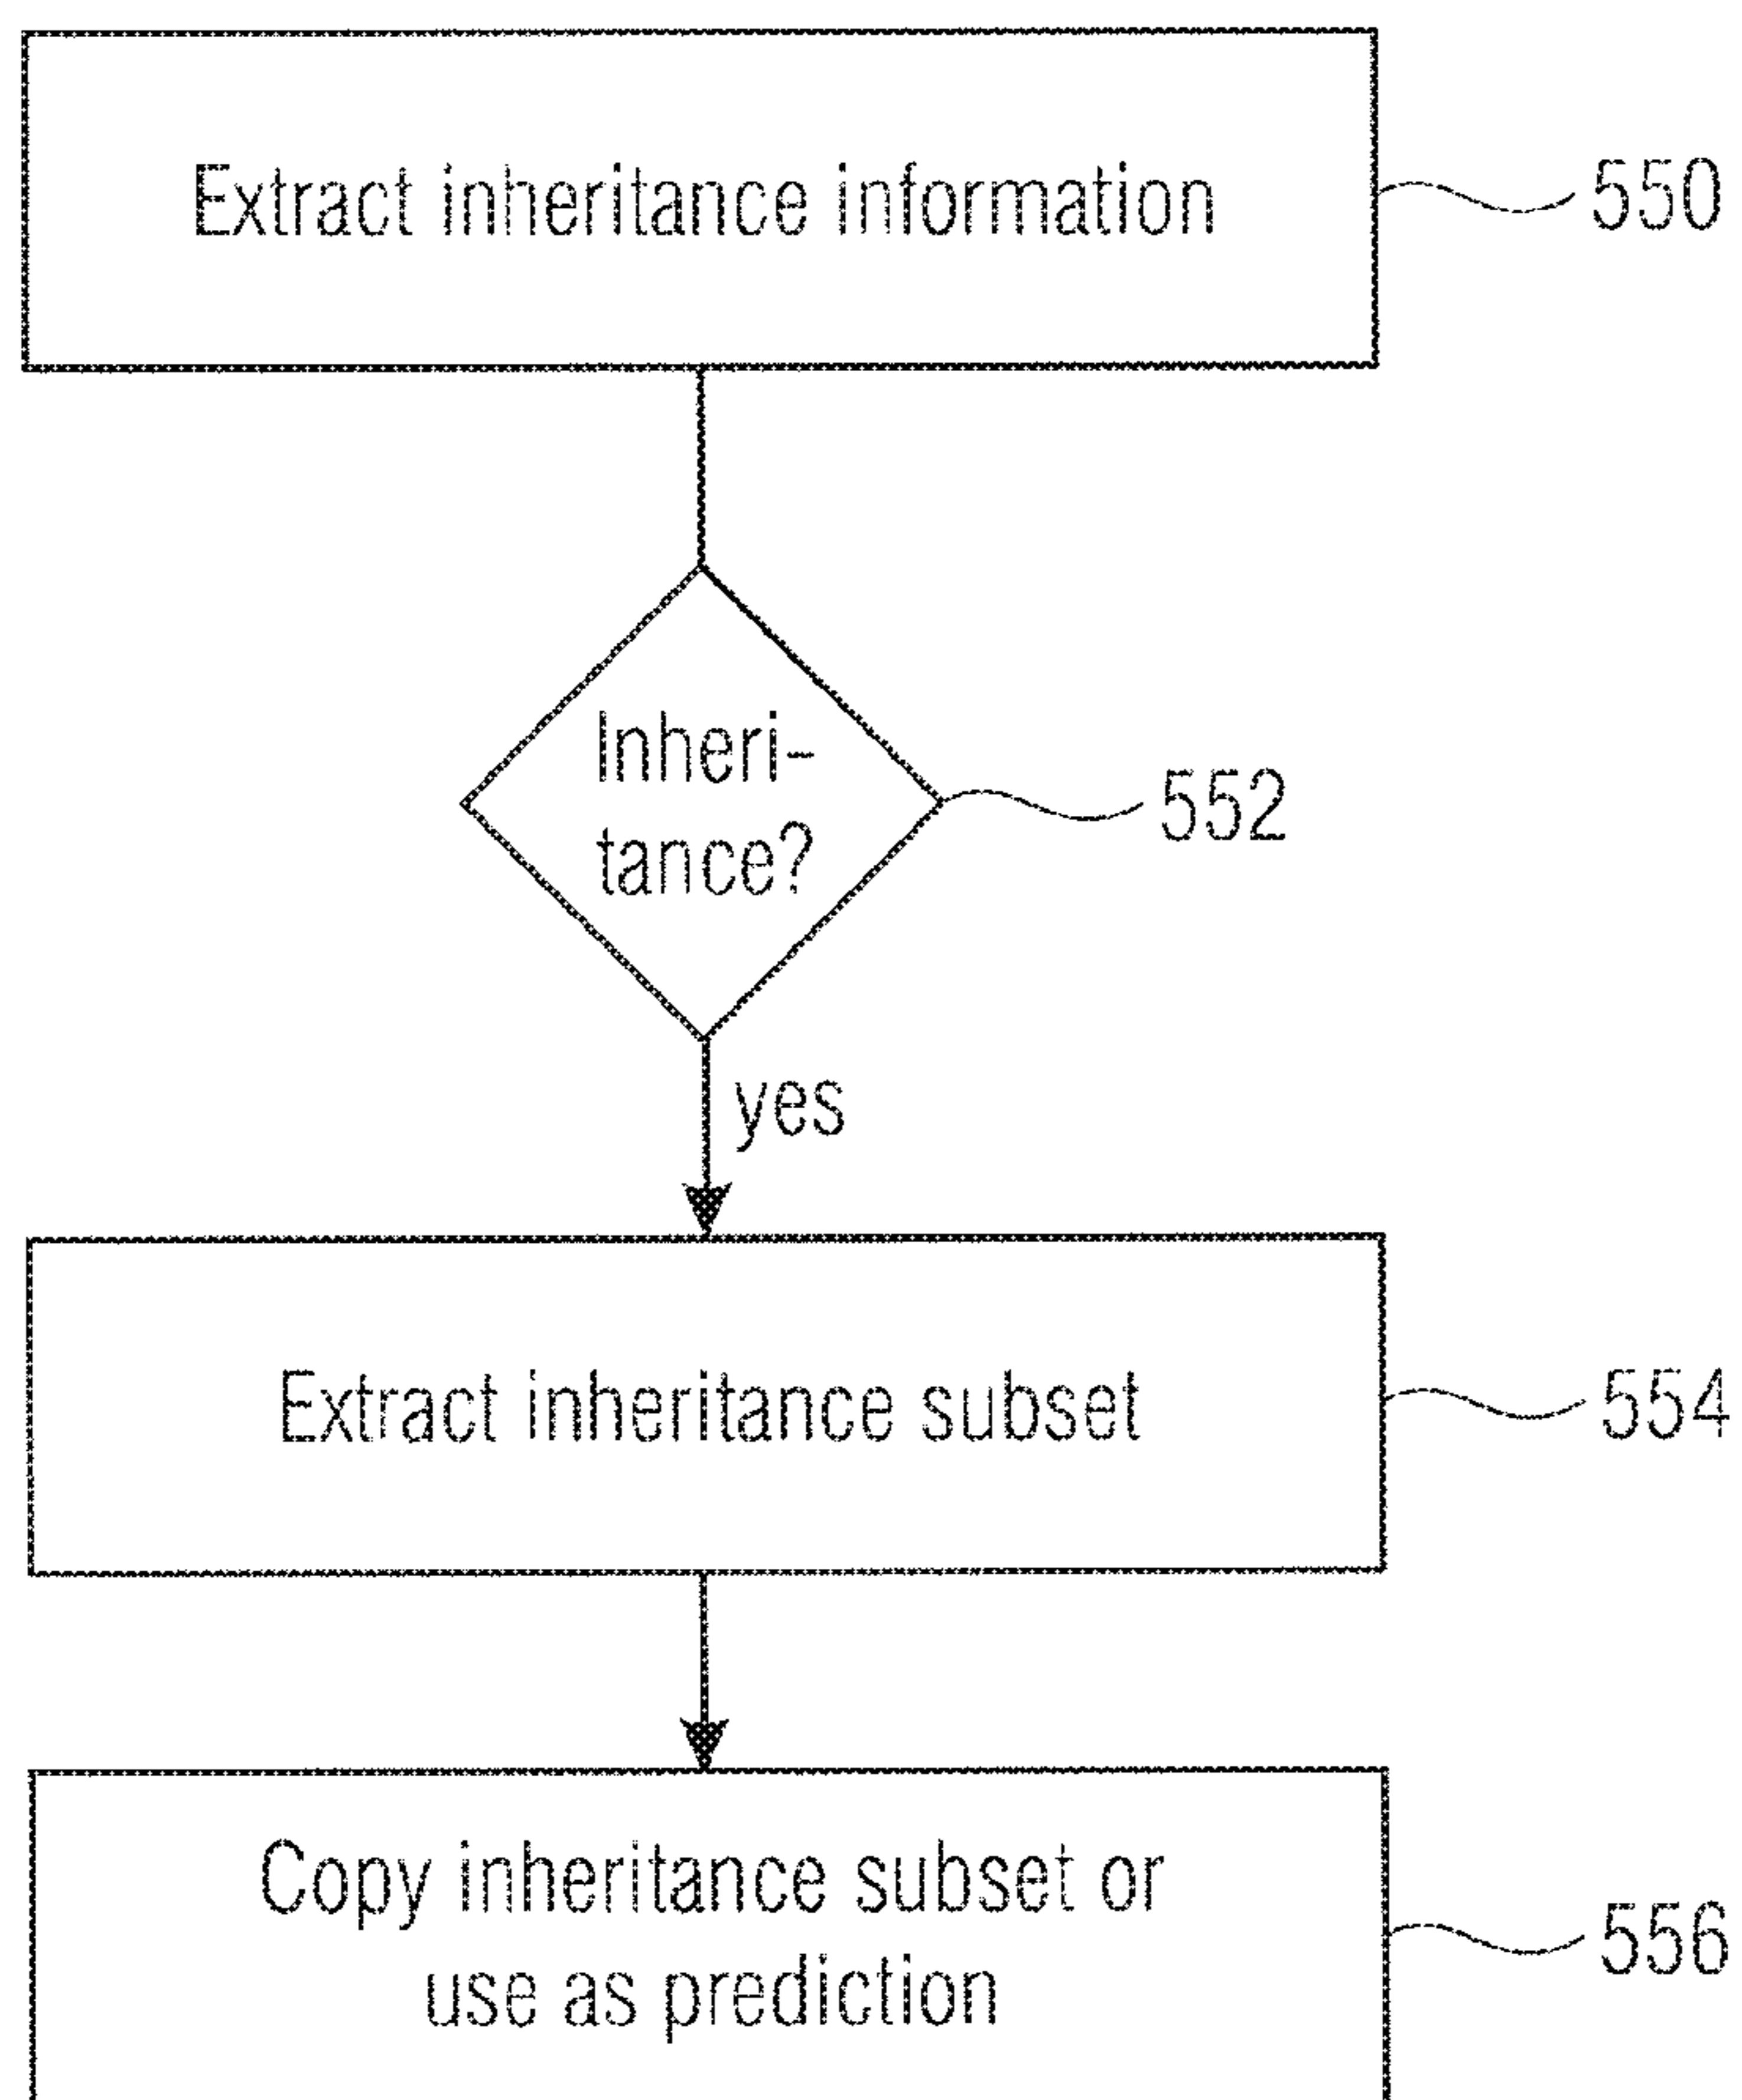 Extract inheritance information
550
Inheri-
tance?
552
yes
Extract inheritance subset
554
Copy inheritance subset or
use as prediction
556